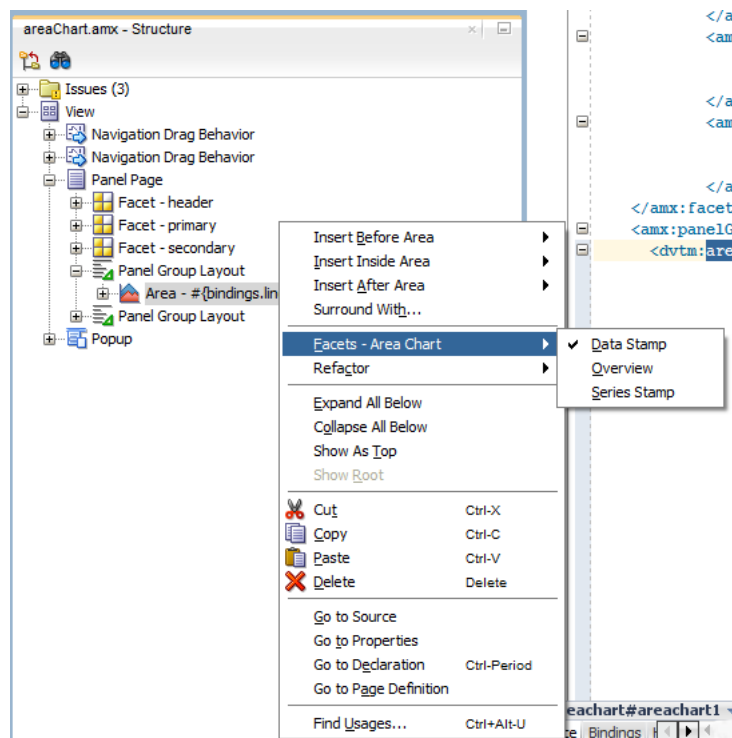 areaChart.amx - Structure
Issues (3)
View
Navigation Drag Behavior
Navigation Drag Behavior
Panel Page
Facet - header
Facet - primary
Facet - secondary
Panel Group Layout
Area - #{bindings.lin
Panel Group Layout
Popup
Insert Before Area
Insert Inside Area
Insert After Area
Surround With...
Facets - Area Chart
Refactor
Expand All Below
Collapse All Below
Show As Top
Show Root
Cut Ctrl-X
Copy Ctrl-C
Paste Ctrl-V
Delete Delete
Go to Source
Go to Properties
Go to Declaration Ctrl-Period
Go to Page Definition
Find Usages... Ctrl+Alt-U
Data Stamp
Overview
Series Stamp
</a
<am
</a
<am
</a
</amx:facet
<amx:panelG
<dvtm:are
eachart#areachart1
Bindings